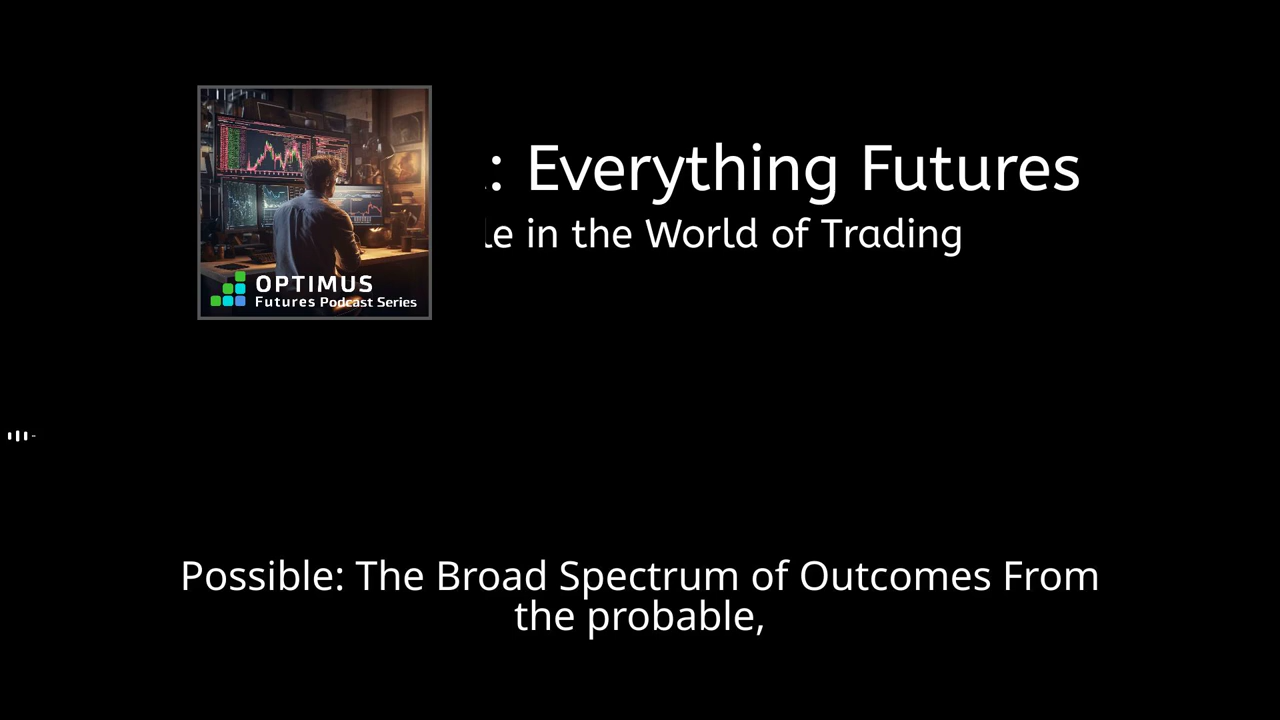 : Everything Futures
le in the World of Trading
OPTIMUS
Futures Podcast Series
Possible: The Broad Spectrum of Outcomes From
the probable,